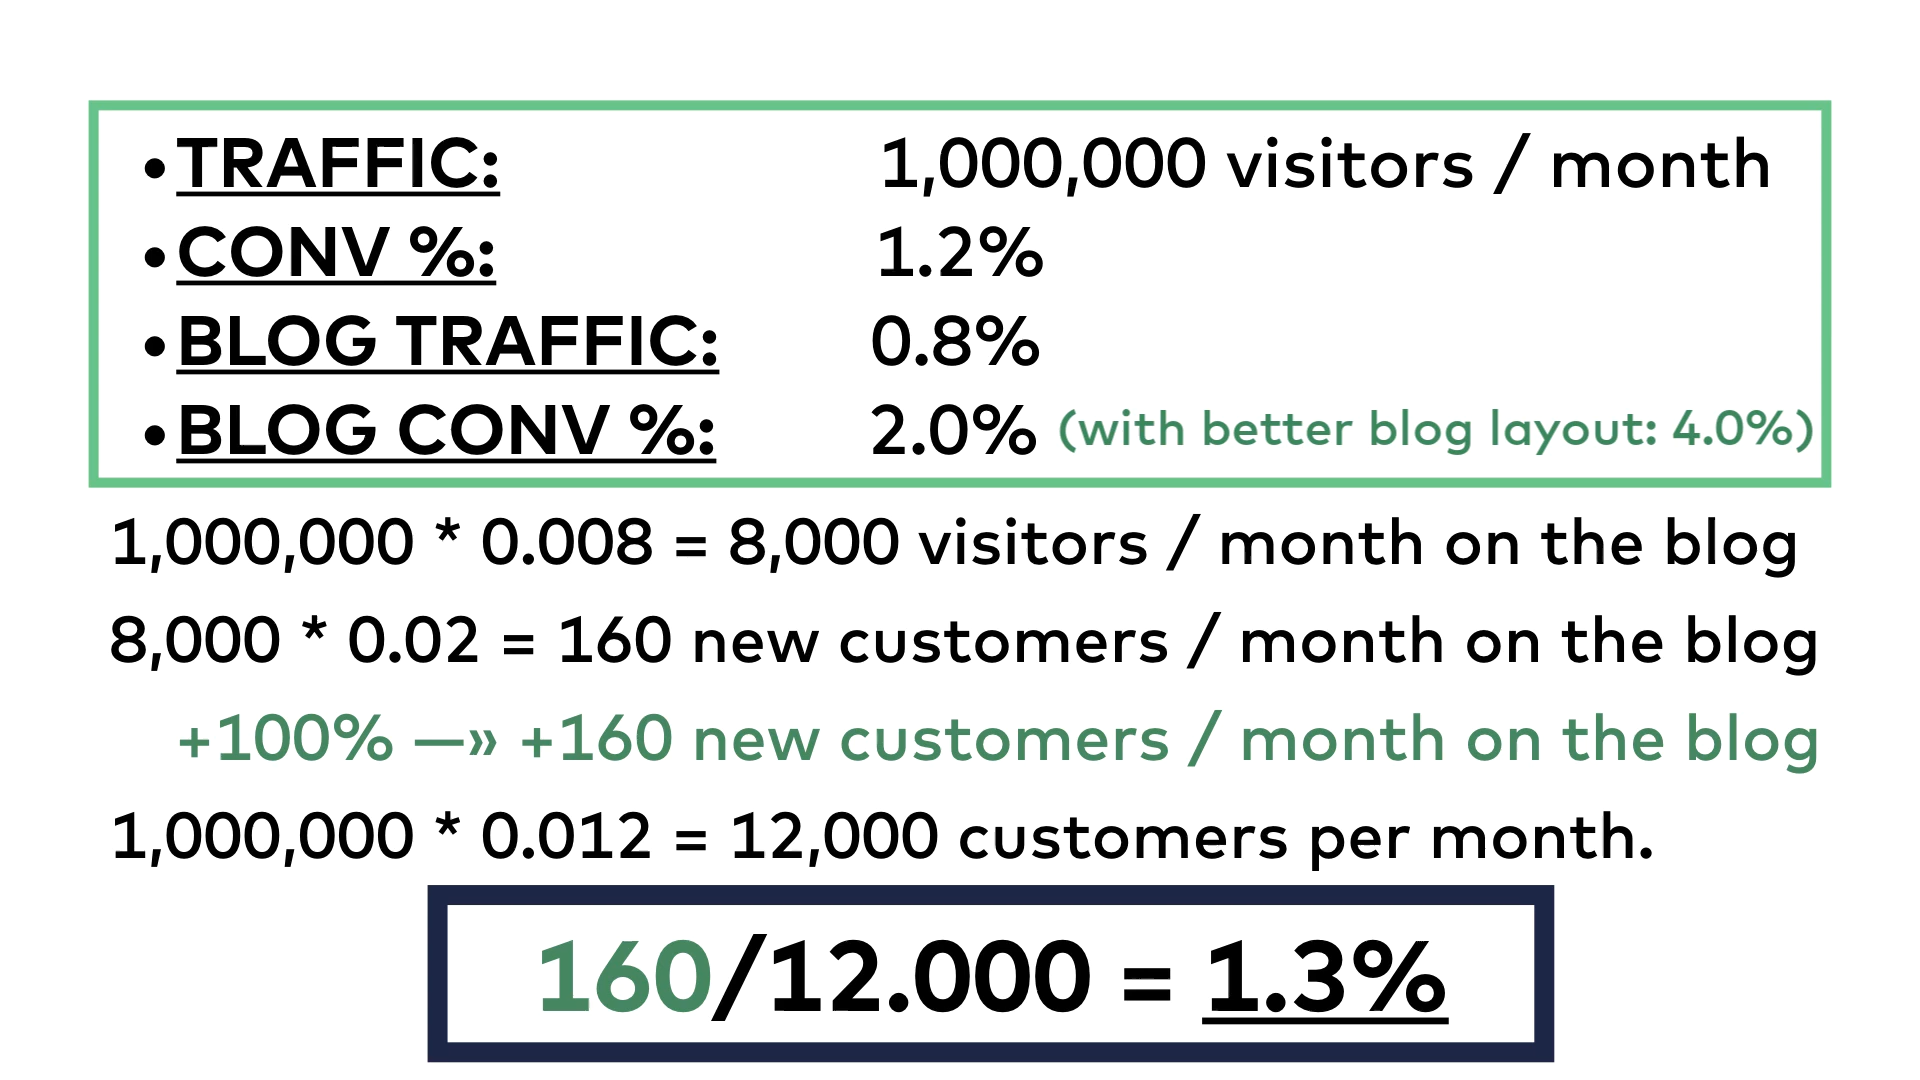 •TRAFFIC: 1,000,000 visitors / month
•CONV %: 1.2%
•BLOG TRAFFIC: 0.8%
•BLOG CONV %: 2.0% (with better blog layout: 4.0%)
1,000,000 * 0.008 = 8,000 visitors / month on the blog
8,000 * 0.02 = 160 new customers / month on the blog
+100% —» +160 new customers / month on the blog
1,000,000 * 0.012 = 12,000 customers per month.
160/12.000 = 1.3%